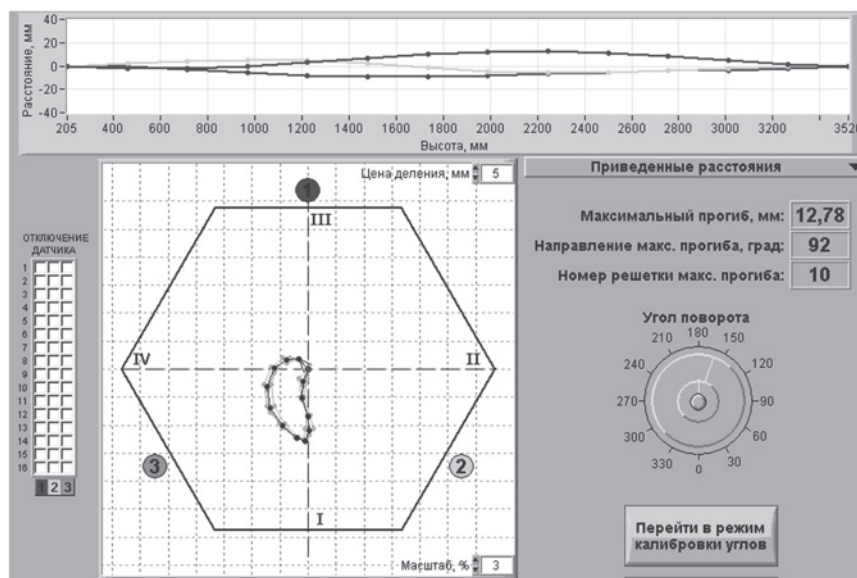 Расстояние, мм
40
20
0
-20
-40
205 400 600 800 1000 1200 1400 1600 1800 2000 2200 2400 2600 2800 3000 3200 3520
Высота, мм
Цена деления, мм 5
1
III
IV
II
3
2
I
Масштаб, % 3
ОТКЛЮЧЕНИЕ
ДАТЧИКА
1
2
3
4
5
6
7
8
9
10
11
12
13
14
15
16
1 2 3
Приведенные расстояния
Максимальный прогиб, мм: 12,78
Направление макс. прогиба, град: 92
Номер решетки макс. прогиба: 10
Угол поворота
180
210 150
240 120
270 90
300 60
330 30
0
Перейти в режим
калибровки углов